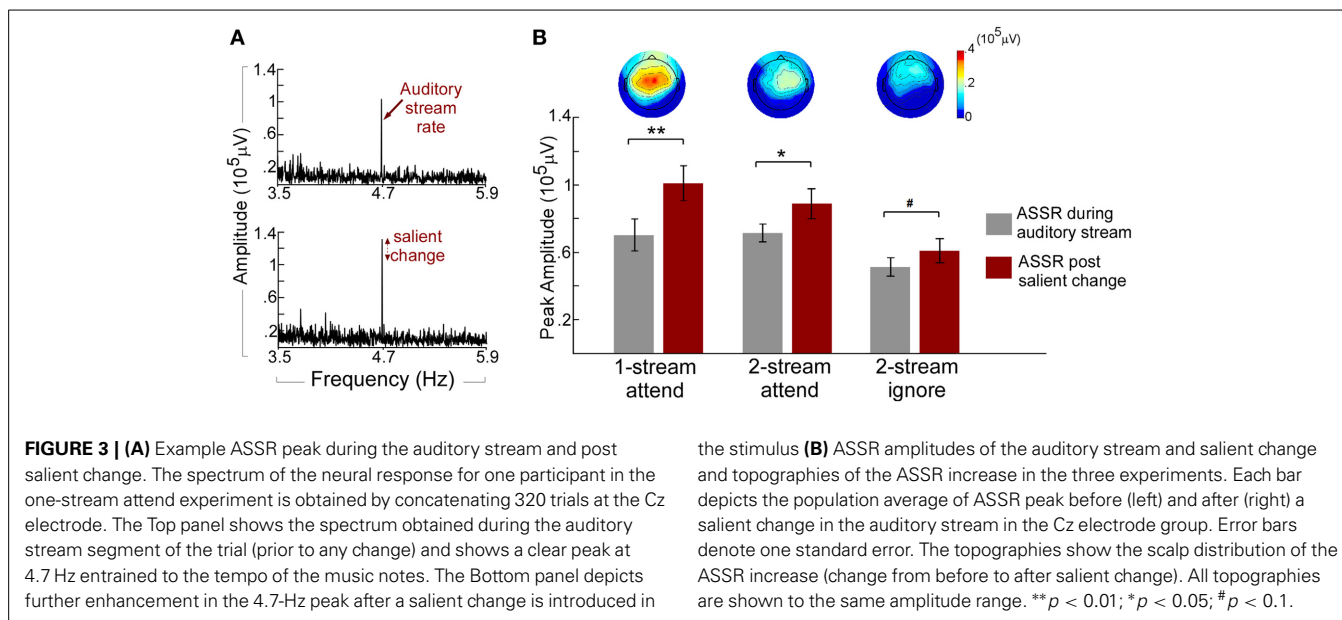 A
1.4
1
.6
.2
Auditory
stream
rate
3.5
4.7
5.9
1.4
1
.6
.2
salient
change
3.5
4.7
5.9
Amplitude (10⁵μV)
Frequency (Hz)
B
(10⁵μV)
.4
.2
0
1.4
1
.6
.2
Peak Amplitude (10⁵μV)
**
*
#
1-stream
attend
2-stream
attend
2-stream
ignore
ASSR during
auditory stream
ASSR post
salient change
FIGURE 3 | (A) Example ASSR peak during the auditory stream and post
salient change. The spectrum of the neural response for one participant in the
one-stream attend experiment is obtained by concatenating 320 trials at the Cz
electrode. The Top panel shows the spectrum obtained during the auditory
stream segment of the trial (prior to any change) and shows a clear peak at
4.7 Hz entrained to the tempo of the music notes. The Bottom panel depicts
further enhancement in the 4.7-Hz peak after a salient change is introduced in
the stimulus (B) ASSR amplitudes of the auditory stream and salient change
and topographies of the ASSR increase in the three experiments. Each bar
depicts the population average of ASSR peak before (left) and after (right) a
salient change in the auditory stream in the Cz electrode group. Error bars
denote one standard error. The topographies show the scalp distribution of the
ASSR increase (change from before to after salient change). All topographies
are shown to the same amplitude range. **p < 0.01; *p < 0.05; #p < 0.1.